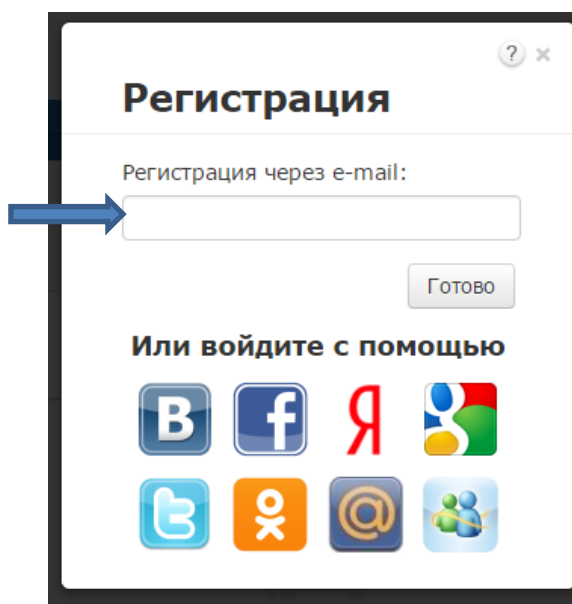 ?
Регистрация
Регистрация через e-mail:
Готово
Или войдите с помощью
В f Я g
t @